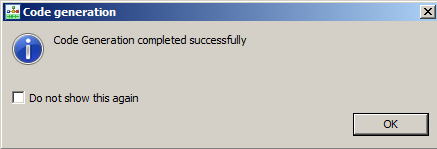 Code generation
Code Generation completed successfully
Do not show this again
OK